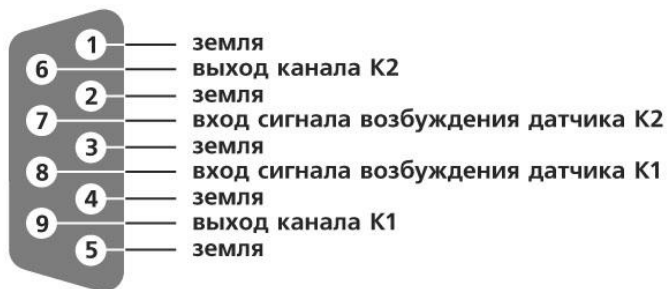 1 земля
6 выход канала К2
2 земля
7 вход сигнала возбуждения датчика К2
3 земля
8 вход сигнала возбуждения датчика К1
4 земля
9 выход канала К1
5 земля